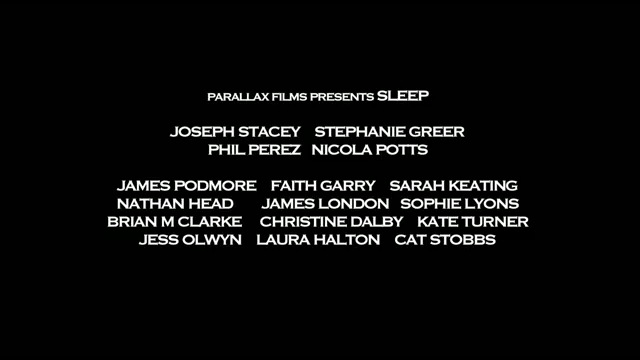 PARALLAX FILMS PRESENTS SLEEP
JOSEPH STACEY STEPHANIE GREER
PHIL PEREZ NICOLA POTTS
JAMES PODMORE FAITH GARRY SARAH KEATING
NATHAN HEAD JAMES LONDON SOPHIE LYONS
BRIAN M CLARKE CHRISTINE DALBY KATE TURNER
JESS OLWYN LAURA HALTON CAT STOBBS